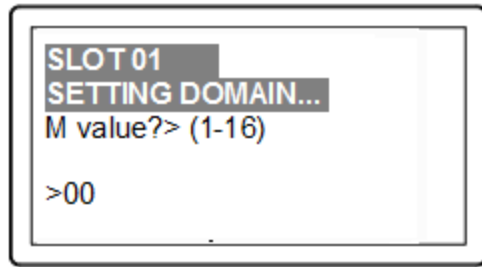 SLOT 01
SETTING DOMAIN...
M value?> (1-16)
>00